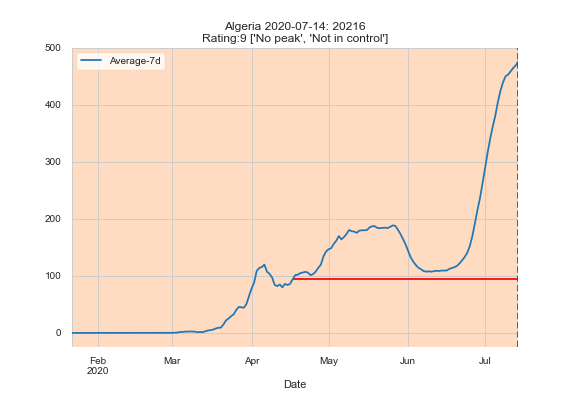 Algeria 2020-07-14: 20216
Rating:9 ['No peak', 'Not in control']
Average-7d
500
400
300
200
100
0
Feb Mar Apr May Jun Jul
2020
Date